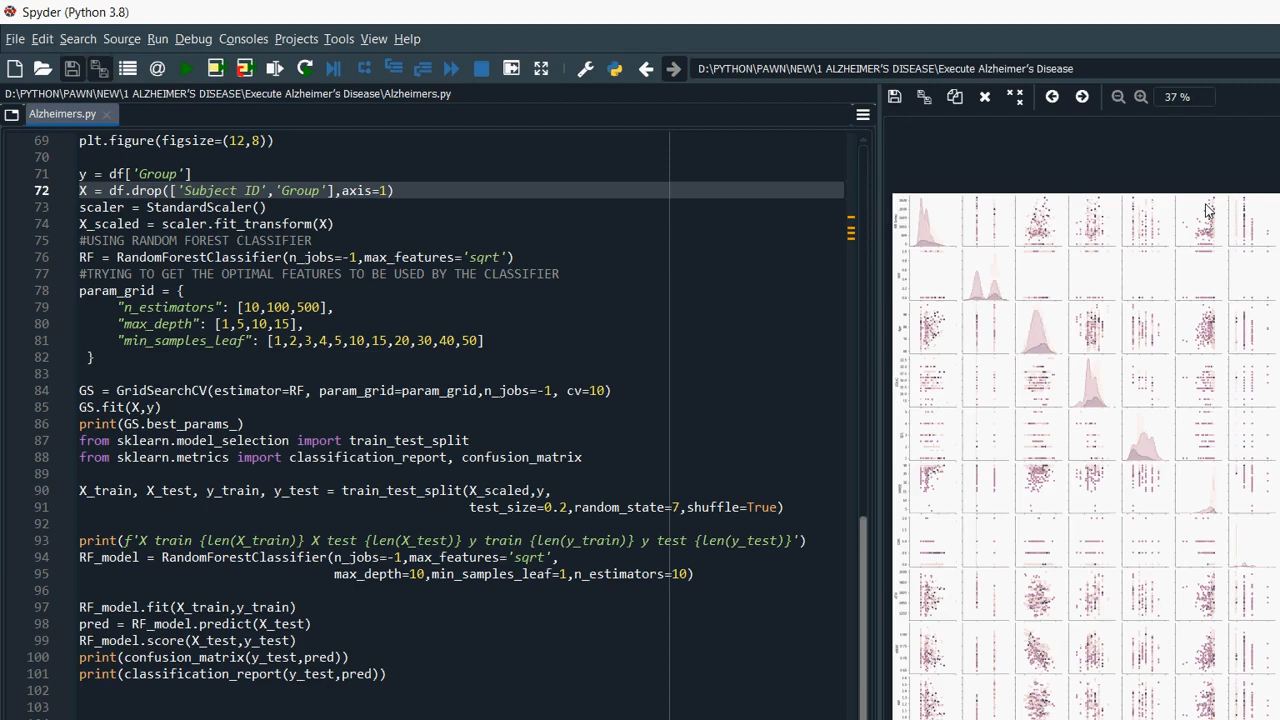 Spyder (Python 3.8)
File Edit Search Source Run Debug Consoles Projects Tools View Help
D:\PYTHON\PAWN\NEW\1 ALZHEIMER'S DISEASE\Execute Alzheimer's Disease
D:\PYTHON\PAWN\NEW\1 ALZHEIMER'S DISEASE\Execute Alzheimer's Disease\Alzheimers.py
Alzheimers.py
37 %
69 plt.figure(figsize=(12,8))
70
71 y = df['Group']
72 X = df.drop(['Subject ID','Group'],axis=1)
73 scaler = StandardScaler()
74 X_scaled = scaler.fit_transform(X)
75 #USING RANDOM FOREST CLASSIFIER
76 RF = RandomForestClassifier(n_jobs=-1,max_features='sqrt')
77 #TRYING TO GET THE OPTIMAL FEATURES TO BE USED BY THE CLASSIFIER
78 param_grid = {
79 "n_estimators": [10,100,500],
80 "max_depth": [1,5,10,15],
81 "min_samples_leaf": [1,2,3,4,5,10,15,20,30,40,50]
82 }
83
84 GS = GridSearchCV(estimator=RF, param_grid=param_grid,n_jobs=-1, cv=10)
85 GS.fit(X,y)
86 print(GS.best_params_)
87 from sklearn.model_selection import train_test_split
88 from sklearn.metrics import classification_report, confusion_matrix
89
90 X_train, X_test, y_train, y_test = train_test_split(X_scaled,y,
91 test_size=0.2,random_state=7,shuffle=True)
92
93 print(f'X train {len(X_train)} X test {len(X_test)} y train {len(y_train)} y test {len(y_test)}')
94 RF_model = RandomForestClassifier(n_jobs=-1,max_features='sqrt',
95 max_depth=10,min_samples_leaf=1,n_estimators=10)
96
97 RF_model.fit(X_train,y_train)
98 pred = RF_model.predict(X_test)
99 RF_model.score(X_test,y_test)
100 print(confusion_matrix(y_test,pred))
101 print(classification_report(y_test,pred))
102
103